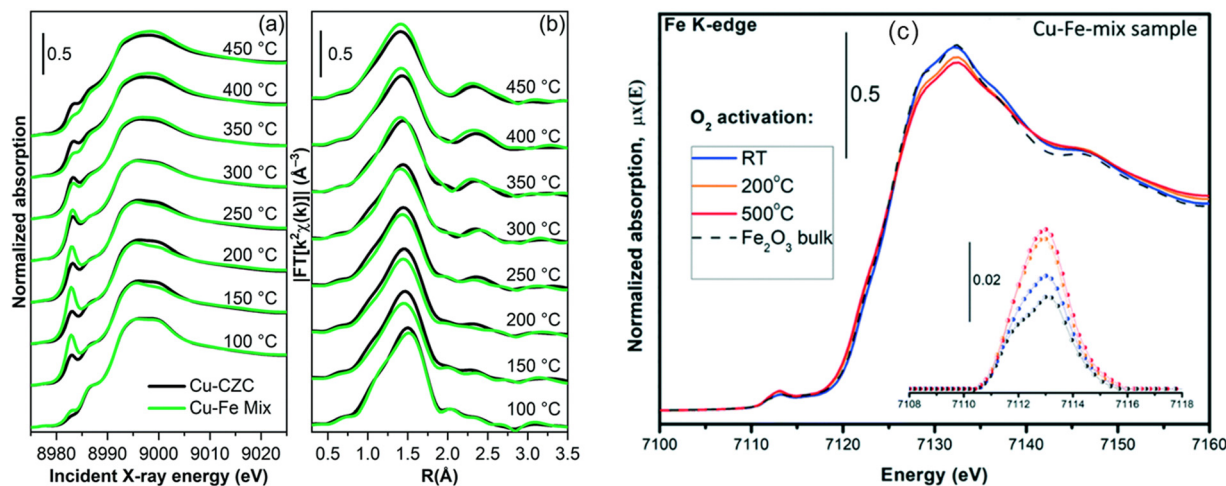 (a)
0.5
450 °C
400 °C
350 °C
300 °C
250 °C
200 °C
150 °C
100 °C
Cu-CZC
Cu-Fe Mix
Normalized absorption
8980 8990 9000 9010 9020
Incident X-ray energy (eV)
(b)
0.5
450 °C
400 °C
350 °C
300 °C
250 °C
200 °C
150 °C
100 °C
|FT[k²χ(k)]| (Å⁻³)
0.5 1.0 1.5 2.0 2.5 3.0 3.5
R(Å)
Fe K-edge
(c)
Cu-Fe-mix sample
0.5
O₂ activation:
RT
200°C
500°C
Fe₂O₃ bulk
0.02
7108 7110 7112 7114 7116 7118
Normalized absorption, μx(E)
7100 7110 7120 7130 7140 7150 7160
Energy (eV)